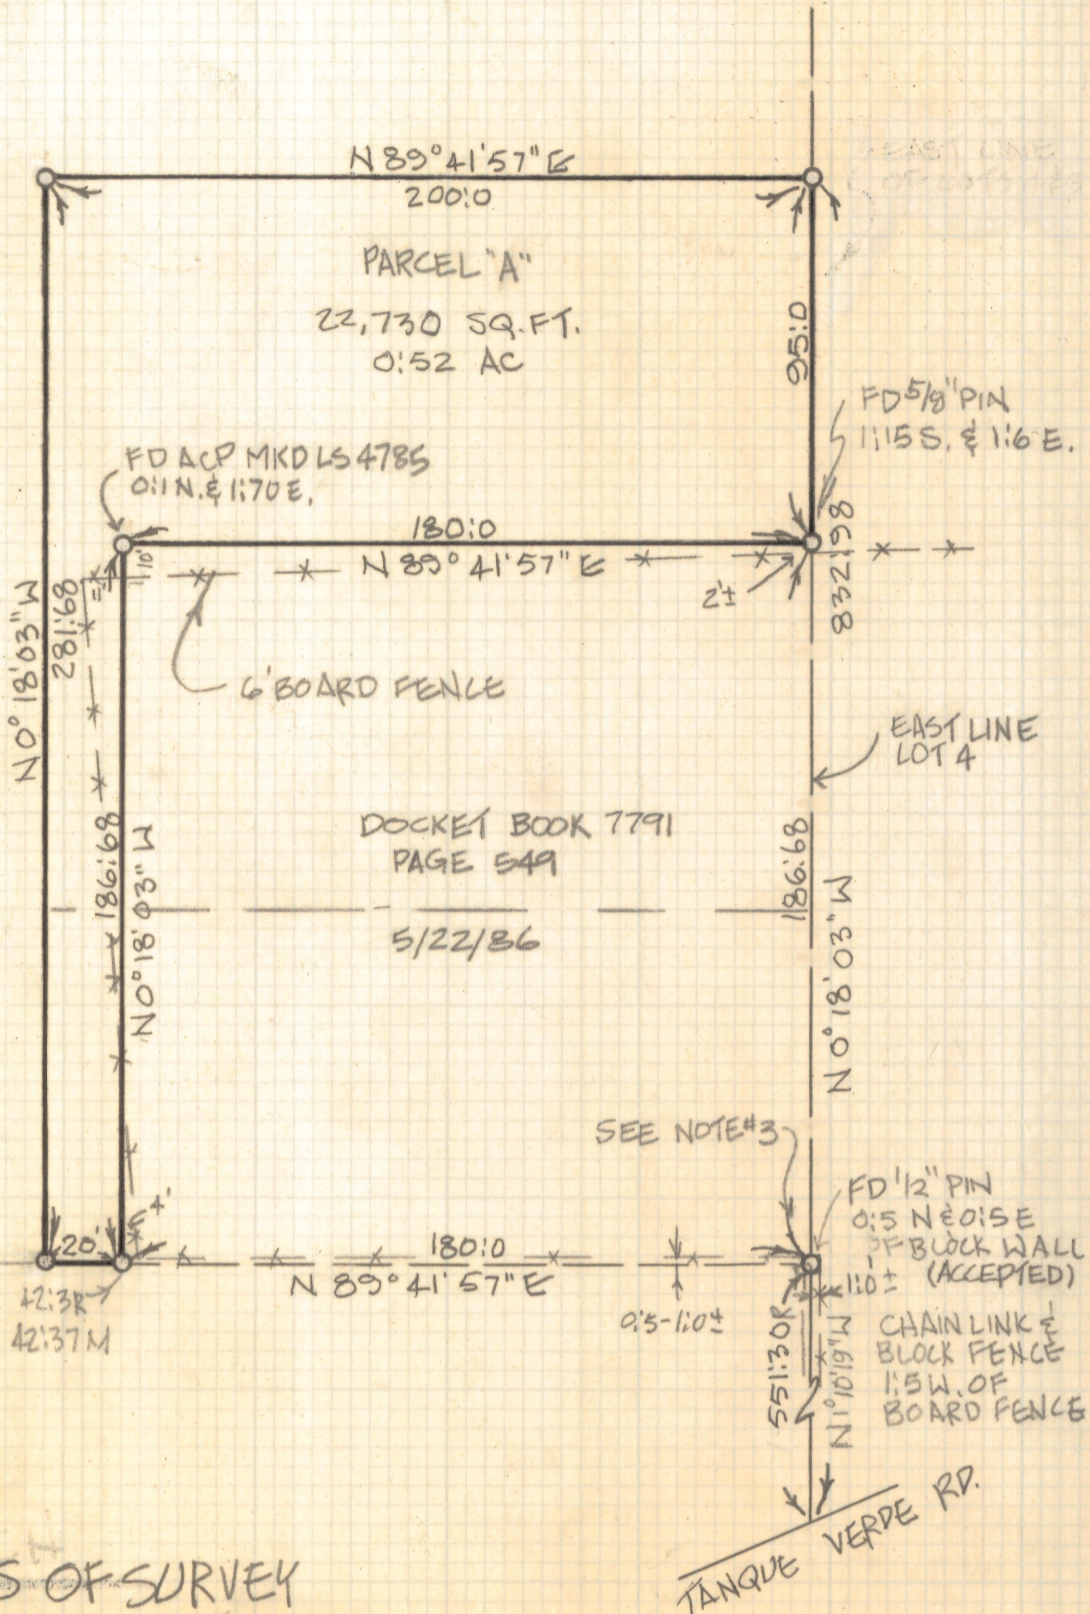 N 89°41'57" E
200!0
EAST LINE
PARCEL "A"
22,730 SQ.FT.
0!52 AC
95!0
FD 5/8" PIN
1!15 S. & 1!6 E.
FD ACP MKD LS 4785
0!1 N. & 1!70 E.
180!0
N 89° 41' 57" E
832!98
2'±
1!10'
N 0° 18' 03" W
281!68
6' BOARD FENCE
EAST LINE
LOT 4
DOCKET BOOK 7791
PAGE 549
5/22/86
186!68
N 0° 18' 03" W
186!68
N 0° 18' 03" W
SEE NOTE #3
FD 1/2" PIN
0!5 N & 0!5 E
OF BLOCK WALL
(ACCEPTED)
1!0±
4'
20'
180!0
N 89° 41' 57" E
0!5-1!0±
42!3R
42!37M
551!30R
N 1° 10' 19" W
CHAIN LINK &
BLOCK FENCE
1!5 W. OF
BOARD FENCE
TANQUE VERDE RD.
S OF SURVEY